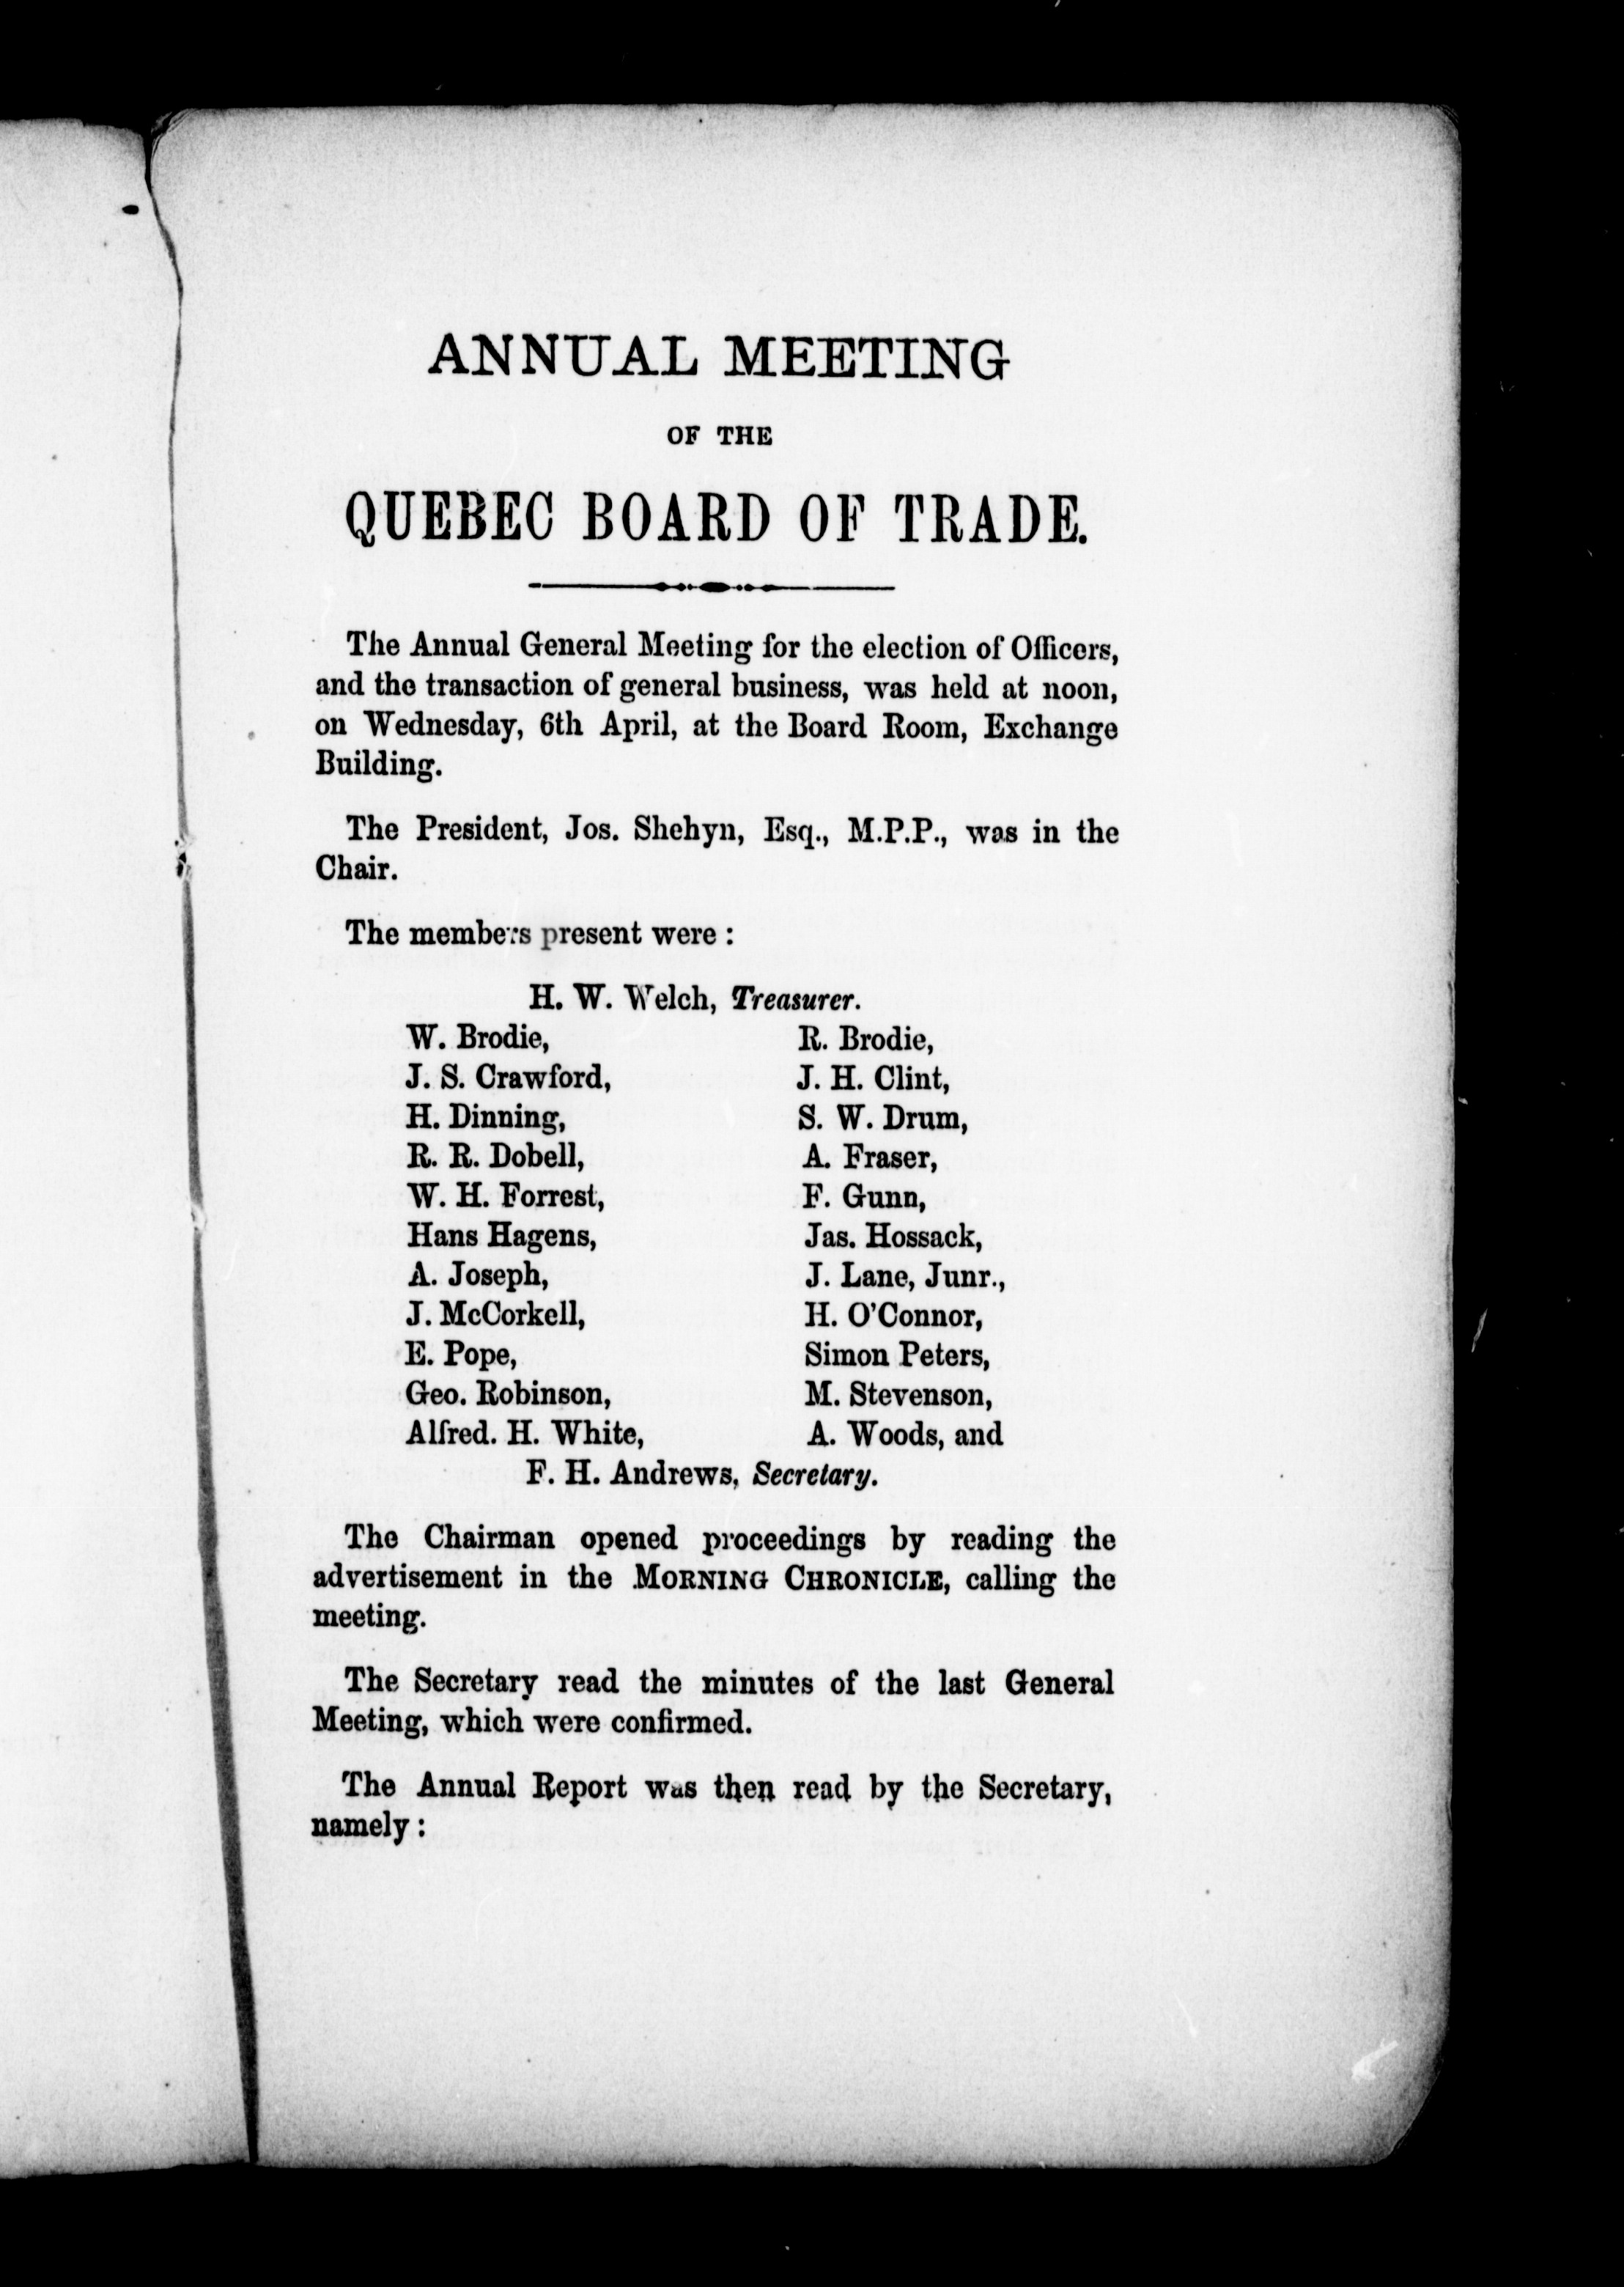 ANNUAL MEETING
OF THE
QUEBEC BOARD OF TRADE.
The Annual General Meeting for the election of Officers,
and the transaction of general business, was held at noon,
on Wednesday, 6th April, at the Board Room, Exchange
Building.
The President, Jos. Shehyn, Esq., M.P.P., was in the
Chair.
The members present were :
H. W. Welch, Treasurer.
W. Brodie, R. Brodie,
J. S. Crawford, J. H. Clint,
H. Dinning, S. W. Drum,
R. R. Dobell, A. Fraser,
W. H. Forrest, F. Gunn,
Hans Hagens, Jas. Hossack,
A. Joseph, J. Lane, Junr.,
J. McCorkell, H. O'Connor,
E. Pope, Simon Peters,
Geo. Robinson, M. Stevenson,
Alfred. H. White, A. Woods, and
F. H. Andrews, Secretary.
The Chairman opened proceedings by reading the
advertisement in the MORNING CHRONICLE, calling the
meeting.
The Secretary read the minutes of the last General
Meeting, which were confirmed.
The Annual Report was then read by the Secretary,
namely :